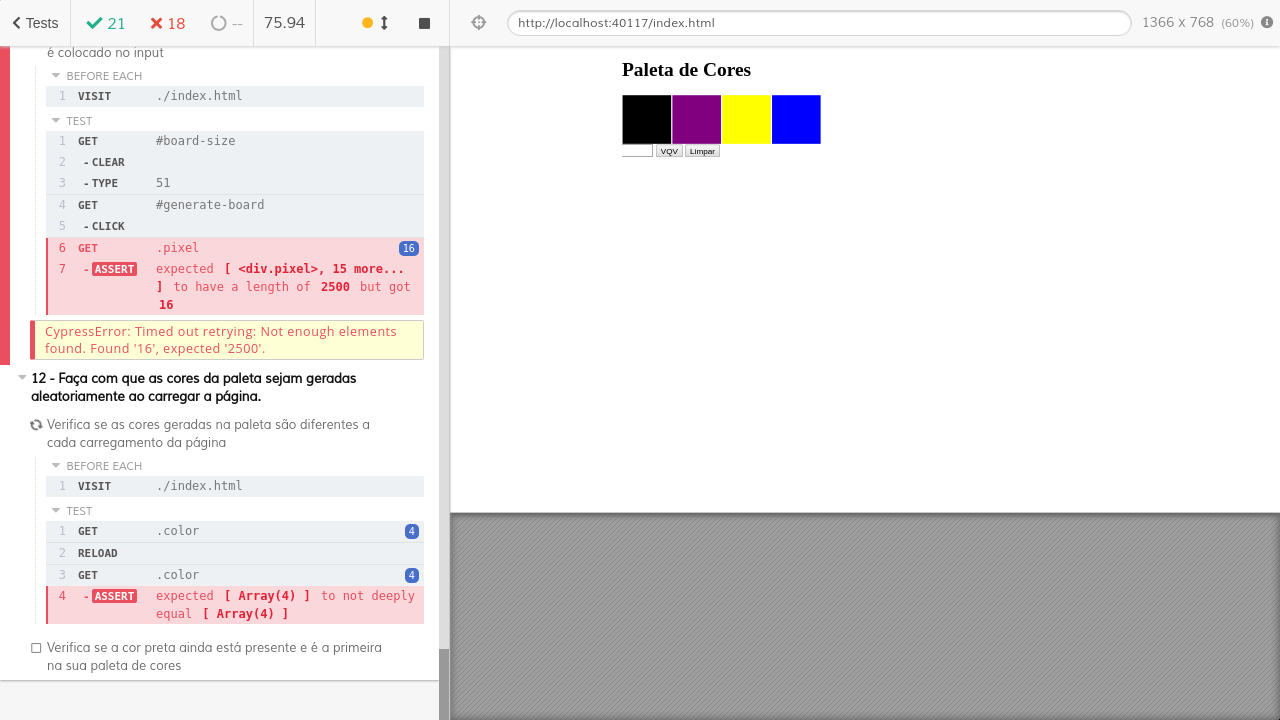 Tests
21
18
--
75.94
http://localhost:40117/index.html
1366 x 768 (60%)
é colocado no input
BEFORE EACH
1 VISIT ./index.html
TEST
1 GET #board-size
2 - CLEAR
3 - TYPE 51
4 GET #generate-board
5 - CLICK
6 GET .pixel 16
7 - ASSERT expected [ <div.pixel>, 15 more...
] to have a length of 2500 but got
16
CypressError: Timed out retrying: Not enough elements
found. Found '16', expected '2500'.
12 - Faça com que as cores da paleta sejam geradas
aleatoriamente ao carregar a página.
Verifica se as cores geradas na paleta são diferentes a
cada carregamento da página
BEFORE EACH
1 VISIT ./index.html
TEST
1 GET .color 4
2 RELOAD
3 GET .color 4
4 - ASSERT expected [ Array(4) ] to not deeply
equal [ Array(4) ]
Verifica se a cor preta ainda está presente e é a primeira
na sua paleta de cores
Paleta de Cores
VQV Limpar